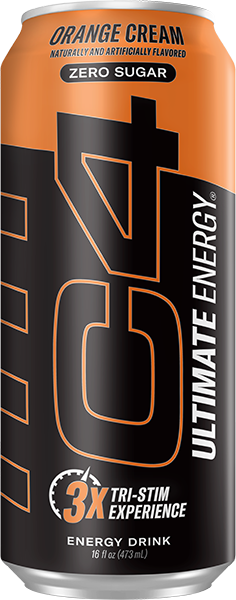 ORANGE CREAM
NATURALLY AND ARTIFICIALLY FLAVORED
ZERO SUGAR
C4
ULTIMATE ENERGY®
3X TRI-STIM
EXPERIENCE
ENERGY DRINK
16 fl oz (473 mL)